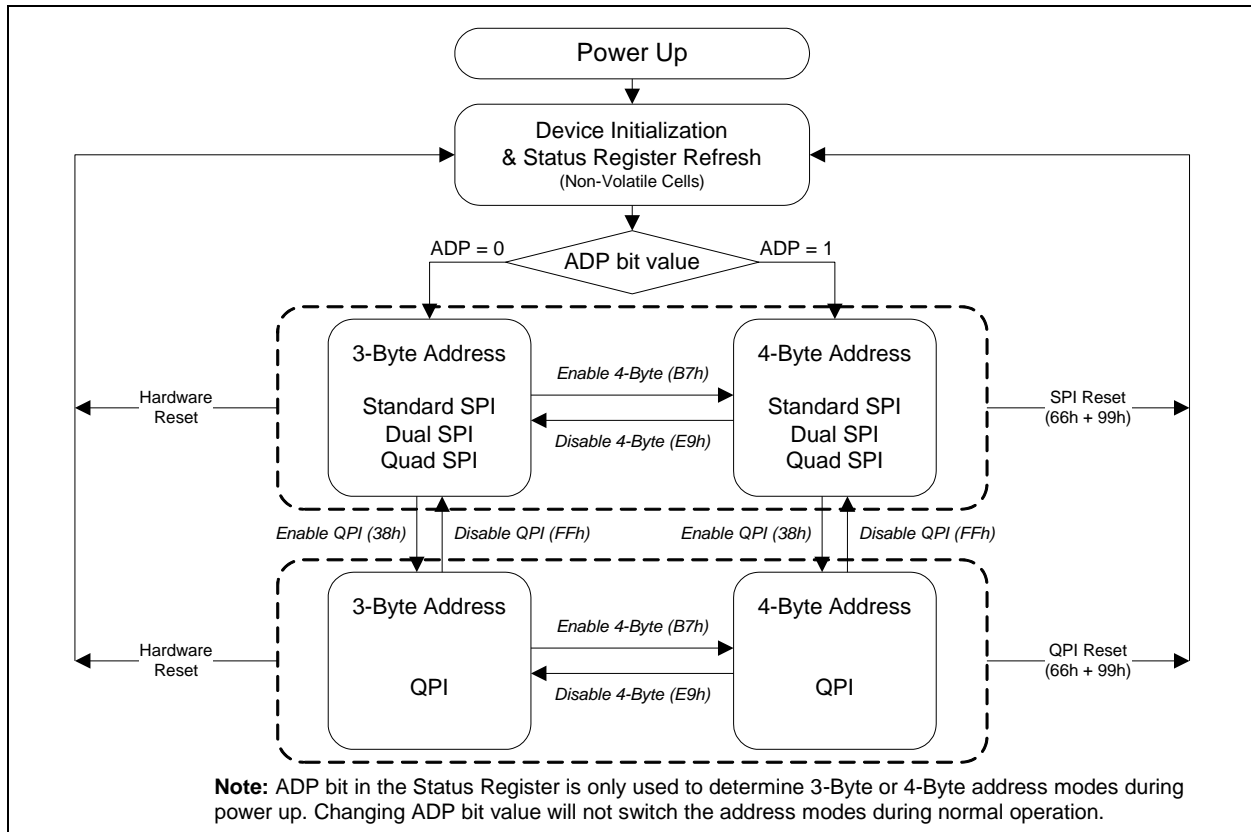 Power Up
Device Initialization
& Status Register Refresh
(Non-Volatile Cells)
ADP = 0
ADP bit value
ADP = 1
3-Byte Address
Standard SPI
Dual SPI
Quad SPI
Enable 4-Byte (B7h)
Disable 4-Byte (E9h)
4-Byte Address
Standard SPI
Dual SPI
Quad SPI
Hardware
Reset
SPI Reset
(66h + 99h)
Enable QPI (38h)
Disable QPI (FFh)
Enable QPI (38h)
Disable QPI (FFh)
3-Byte Address
QPI
Enable 4-Byte (B7h)
Disable 4-Byte (E9h)
4-Byte Address
QPI
Hardware
Reset
QPI Reset
(66h + 99h)
Note: ADP bit in the Status Register is only used to determine 3-Byte or 4-Byte address modes during
power up. Changing ADP bit value will not switch the address modes during normal operation.